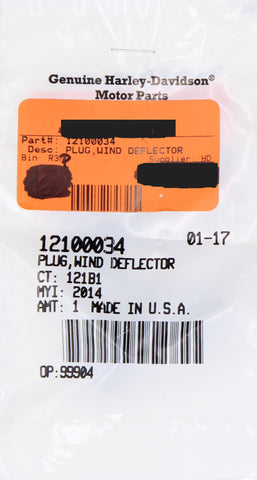 Genuine Harley-Davidson®
Motor Parts
Part#: 12100034
Desc: PLUG,WIND DEFLECTOR
Bin R3 Supplier HD
12100034 01-17
PLUG,WIND DEFLECTOR
CT: 121B1
MYI: 2014
AMT: 1 MADE IN U.S.A.
OP:99904